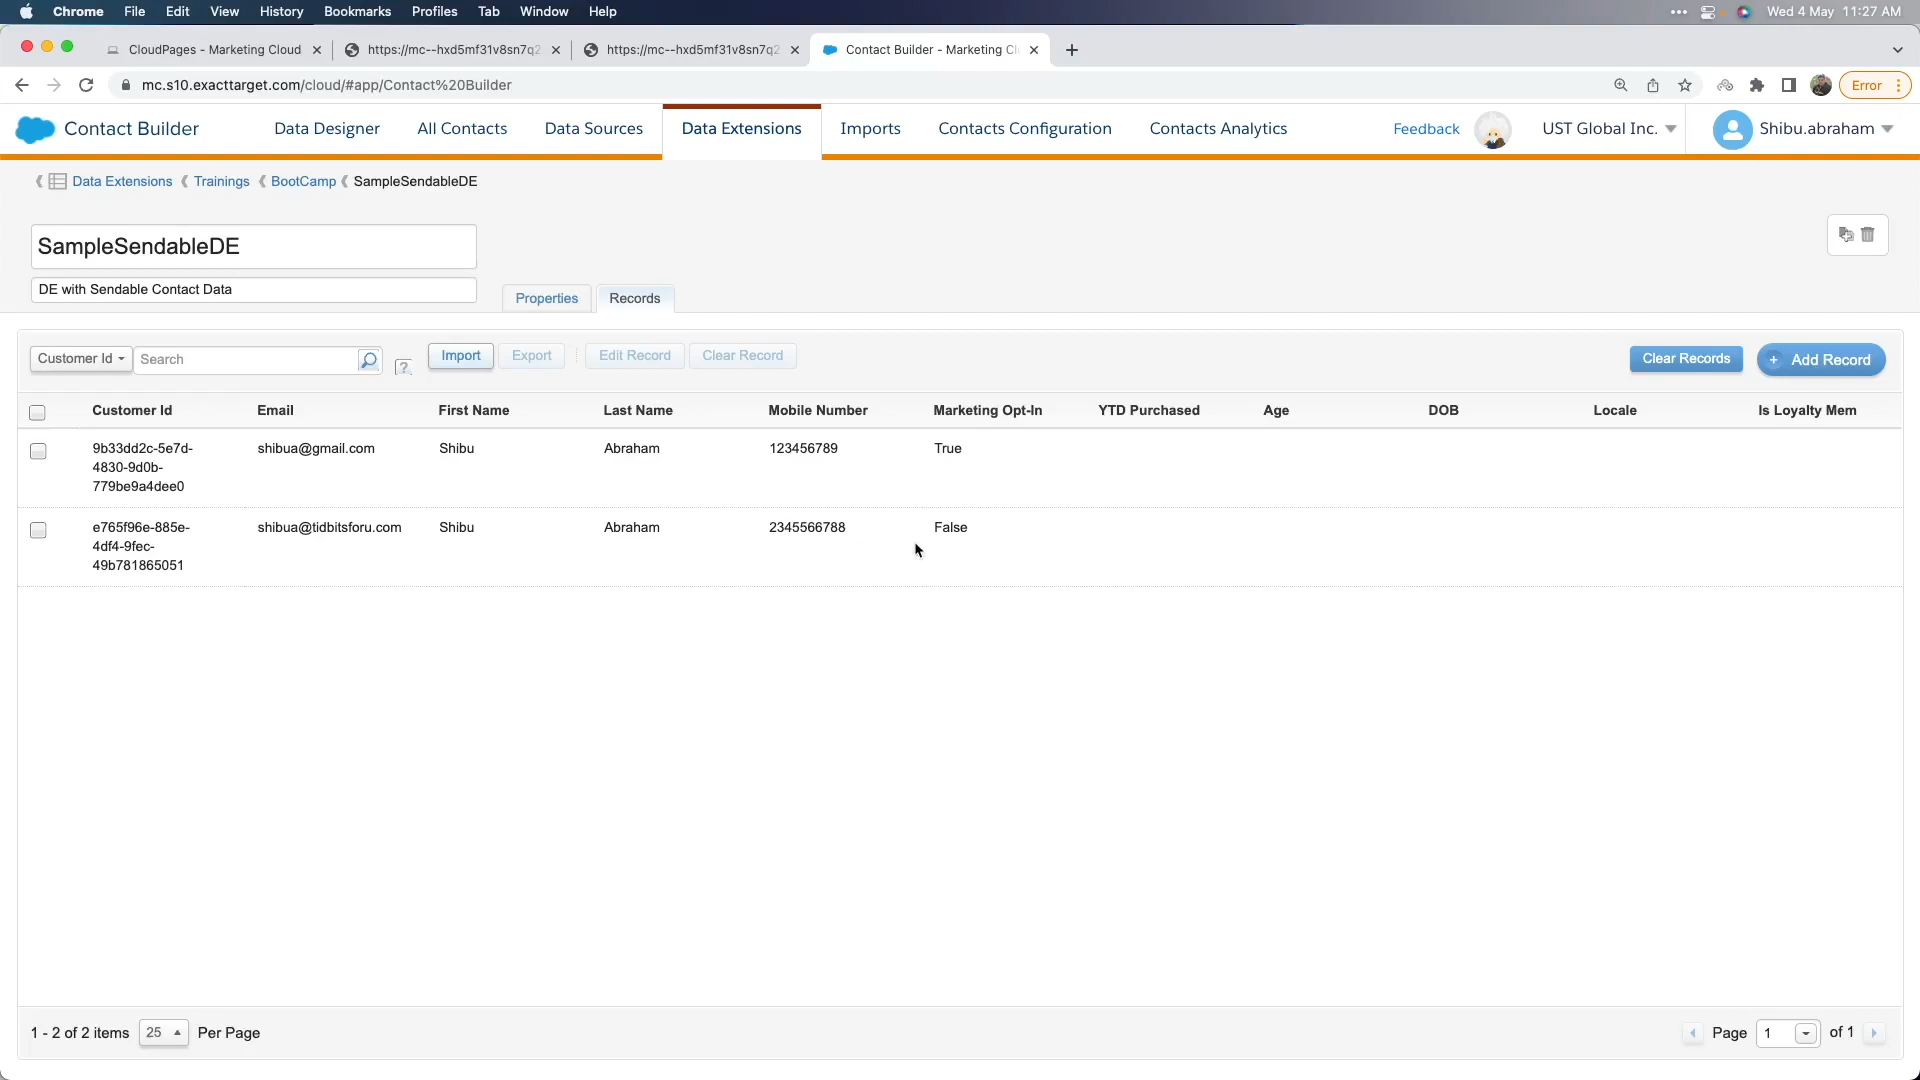 Chrome File Edit View History Bookmarks Profiles Tab Window Help Wed 4 May 11:27 AM
CloudPages - Marketing Cloud https://mc--hxd5mf31v8sn7q2 https://mc--hxd5mf31v8sn7q2 Contact Builder - Marketing Cl
mc.s10.exacttarget.com/cloud/#app/Contact%20Builder Error
Contact Builder Data Designer All Contacts Data Sources Data Extensions Imports Contacts Configuration Contacts Analytics Feedback UST Global Inc. Shibu.abraham
Data Extensions Trainings BootCamp SampleSendableDE
SampleSendableDE
DE with Sendable Contact Data
Properties Records
Customer Id Search ? Import Export Edit Record Clear Record Clear Records + Add Record
Customer Id Email First Name Last Name Mobile Number Marketing Opt-In YTD Purchased Age DOB Locale Is Loyalty Mem
9b33dd2c-5e7d- shibua@gmail.com Shibu Abraham 123456789 True
4830-9d0b-
779be9a4dee0
e765f96e-885e- shibua@tidbitsforu.com Shibu Abraham 2345566788 False
4df4-9fec-
49b781865051
1 - 2 of 2 items 25 Per Page Page 1 of 1